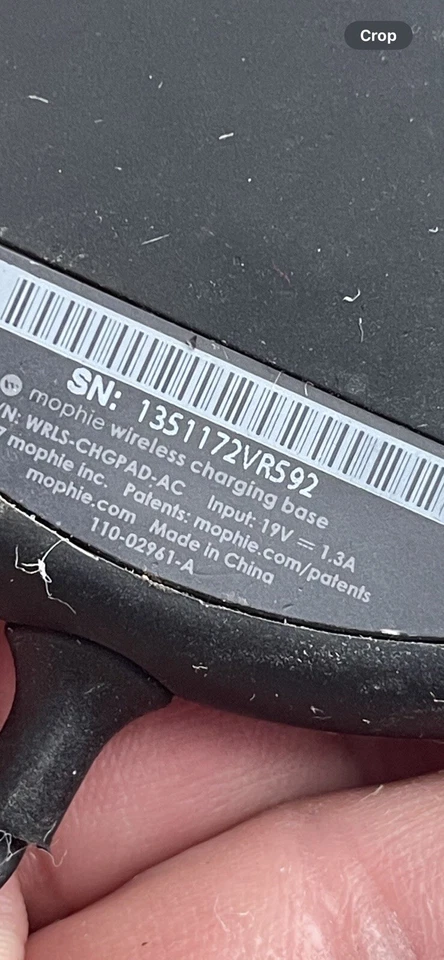 Crop
SN: 1351172VR592
mophie wireless charging base
/N: WRLS-CHGPAD-AC Input: 19V ⎓ 1.3A
7 mophie inc. Patents: mophie.com/patents
mophie.com Made in China
110-02961-A